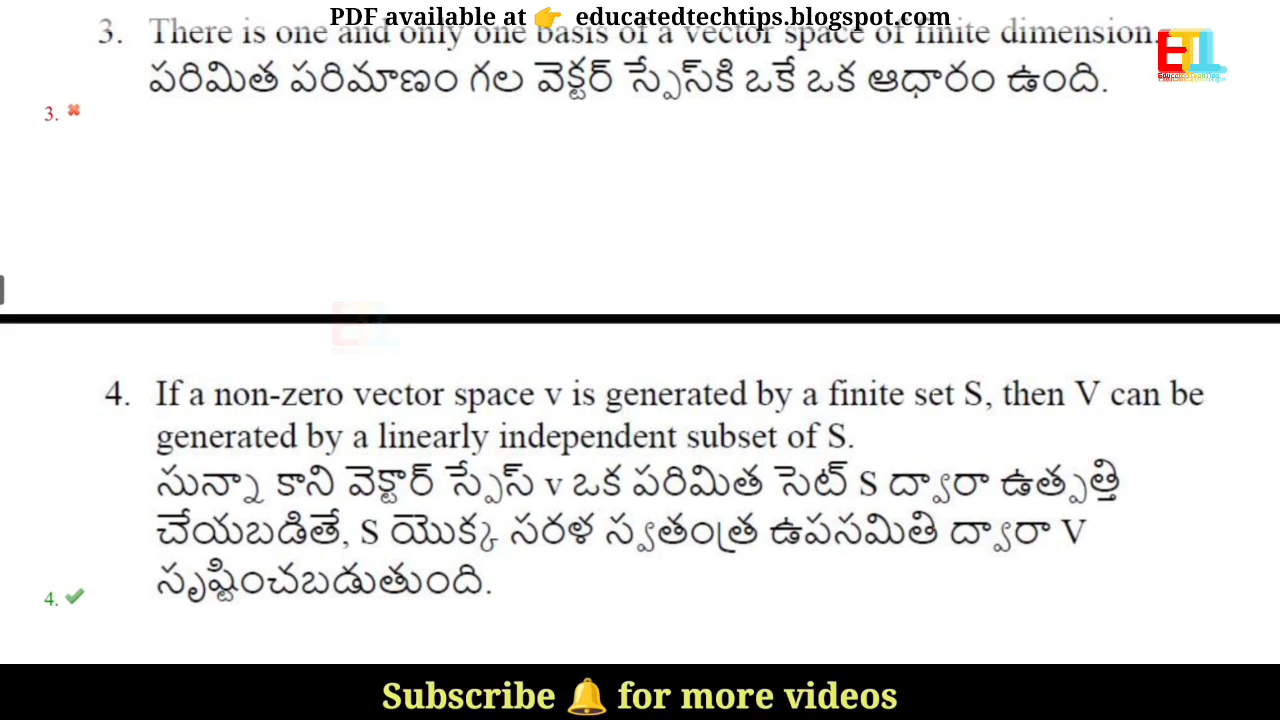 PDF available at 👉 educatedtechtips.blogspot.com
3. There is one and only one basis of a vector space of finite dimension.
పరిమిత పరిమాణం గల వెక్టర్ స్పేస్‌కి ఒకే ఒక ఆధారం ఉంది.
3.
4. If a non-zero vector space v is generated by a finite set S, then V can be
generated by a linearly independent subset of S.
సున్నా కాని వెక్టార్ స్పేస్ v ఒక పరిమిత సెట్ S ద్వారా ఉత్పత్తి
చేయబడితే, S యొక్క సరళ స్వతంత్ర ఉపసమితి ద్వారా V
సృష్టించబడుతుంది.
4.
Subscribe 🔔 for more videos